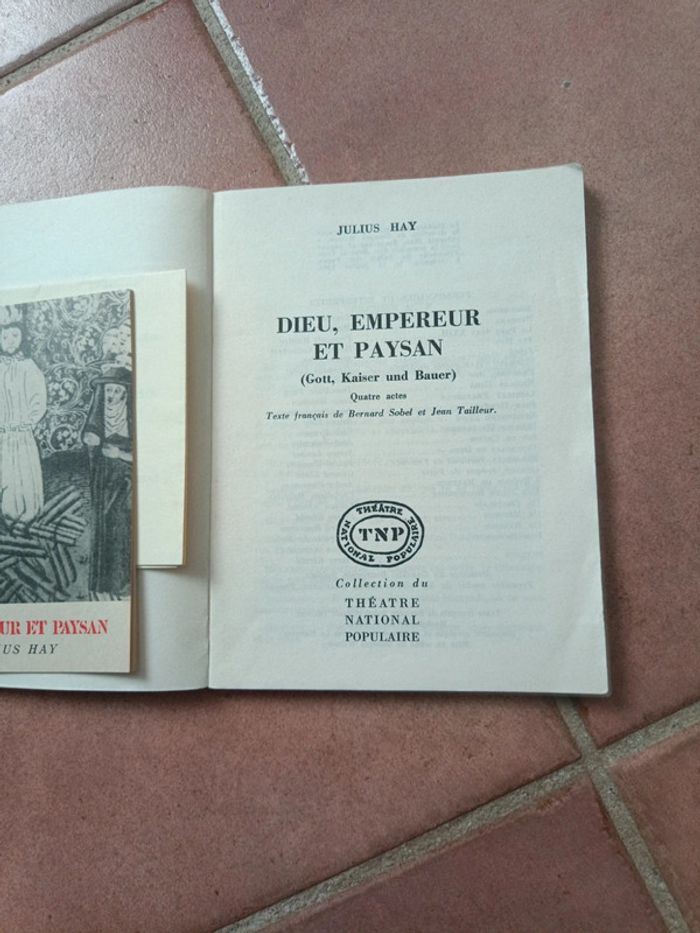 JULIUS HAY
DIEU, EMPEREUR
ET PAYSAN
(Gott, Kaiser und Bauer)
Quatre actes
Texte français de Bernard Sobel et Jean Tailleur.
THÉATRE
NATIONAL POPULAIRE
TNP
Collection du
THÉATRE
NATIONAL
POPULAIRE
UR ET PAYSAN
US HAY